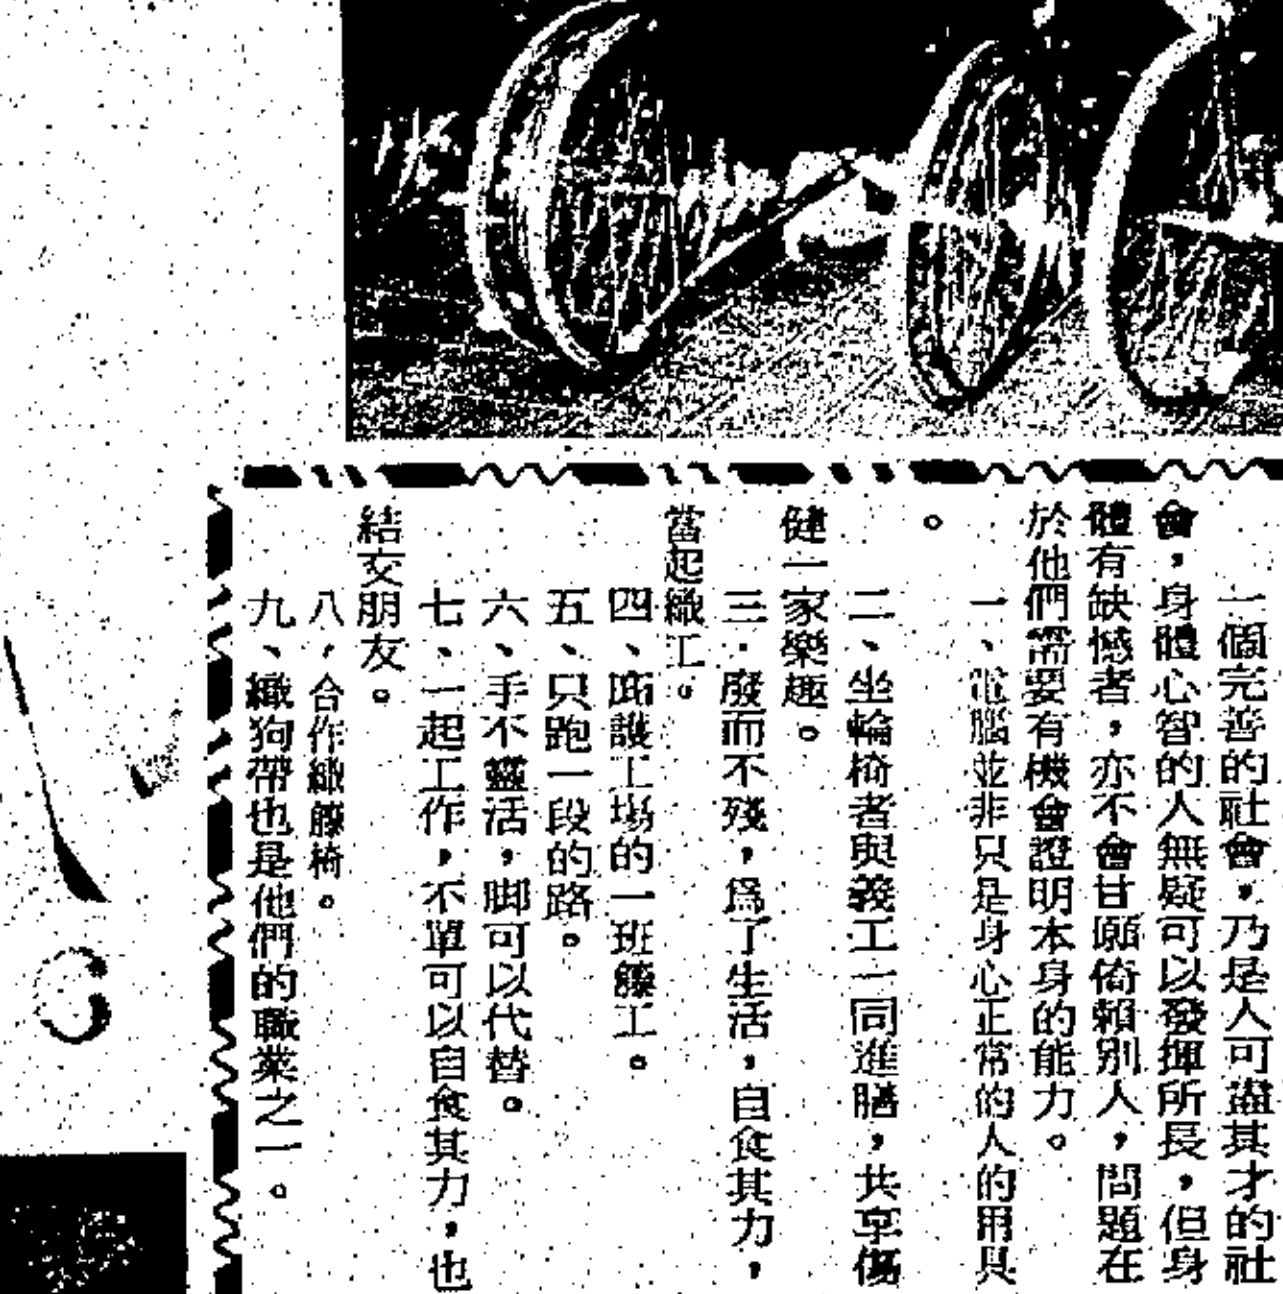 一個完善的社會，乃是人可盡其才的社
會，身體心智的人無疑可以發揮所長，但身
體有缺憾者，亦不會甘願倚賴別人，問題在
於他們需要有機會證明本身的能力。
一、電腦並非只是身心正常的人的用具
。
二、坐輪椅者與義工一同進膳，共享傷
健一家樂趣。
三．廢而不殘，爲了生活，自食其力，
當起織工。
四、庇護工場的一班籐工。
五、只跑一段的路。
六、手不靈活，脚可以代替。
七、一起工作，不單可以自食其力，也
結交朋友。
八，合作織籐椅。
九、織狗帶也是他們的職業之一。